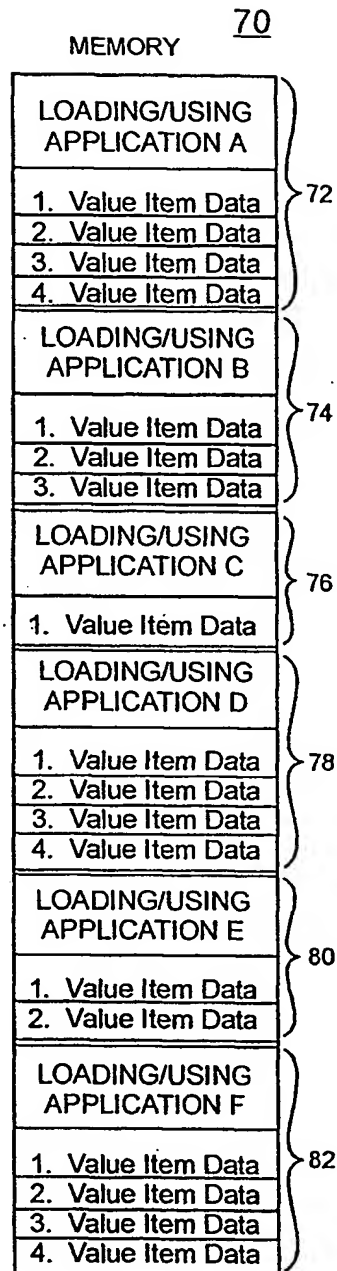 70
MEMORY
LOADING/USING
APPLICATION A
1. Value Item Data
2. Value Item Data
3. Value Item Data
4. Value Item Data
72
LOADING/USING
APPLICATION B
1. Value Item Data
2. Value Item Data
3. Value Item Data
74
LOADING/USING
APPLICATION C
1. Value Item Data
76
LOADING/USING
APPLICATION D
1. Value Item Data
2. Value Item Data
3. Value Item Data
4. Value Item Data
78
LOADING/USING
APPLICATION E
1. Value Item Data
2. Value Item Data
80
LOADING/USING
APPLICATION F
1. Value Item Data
2. Value Item Data
3. Value Item Data
4. Value Item Data
82